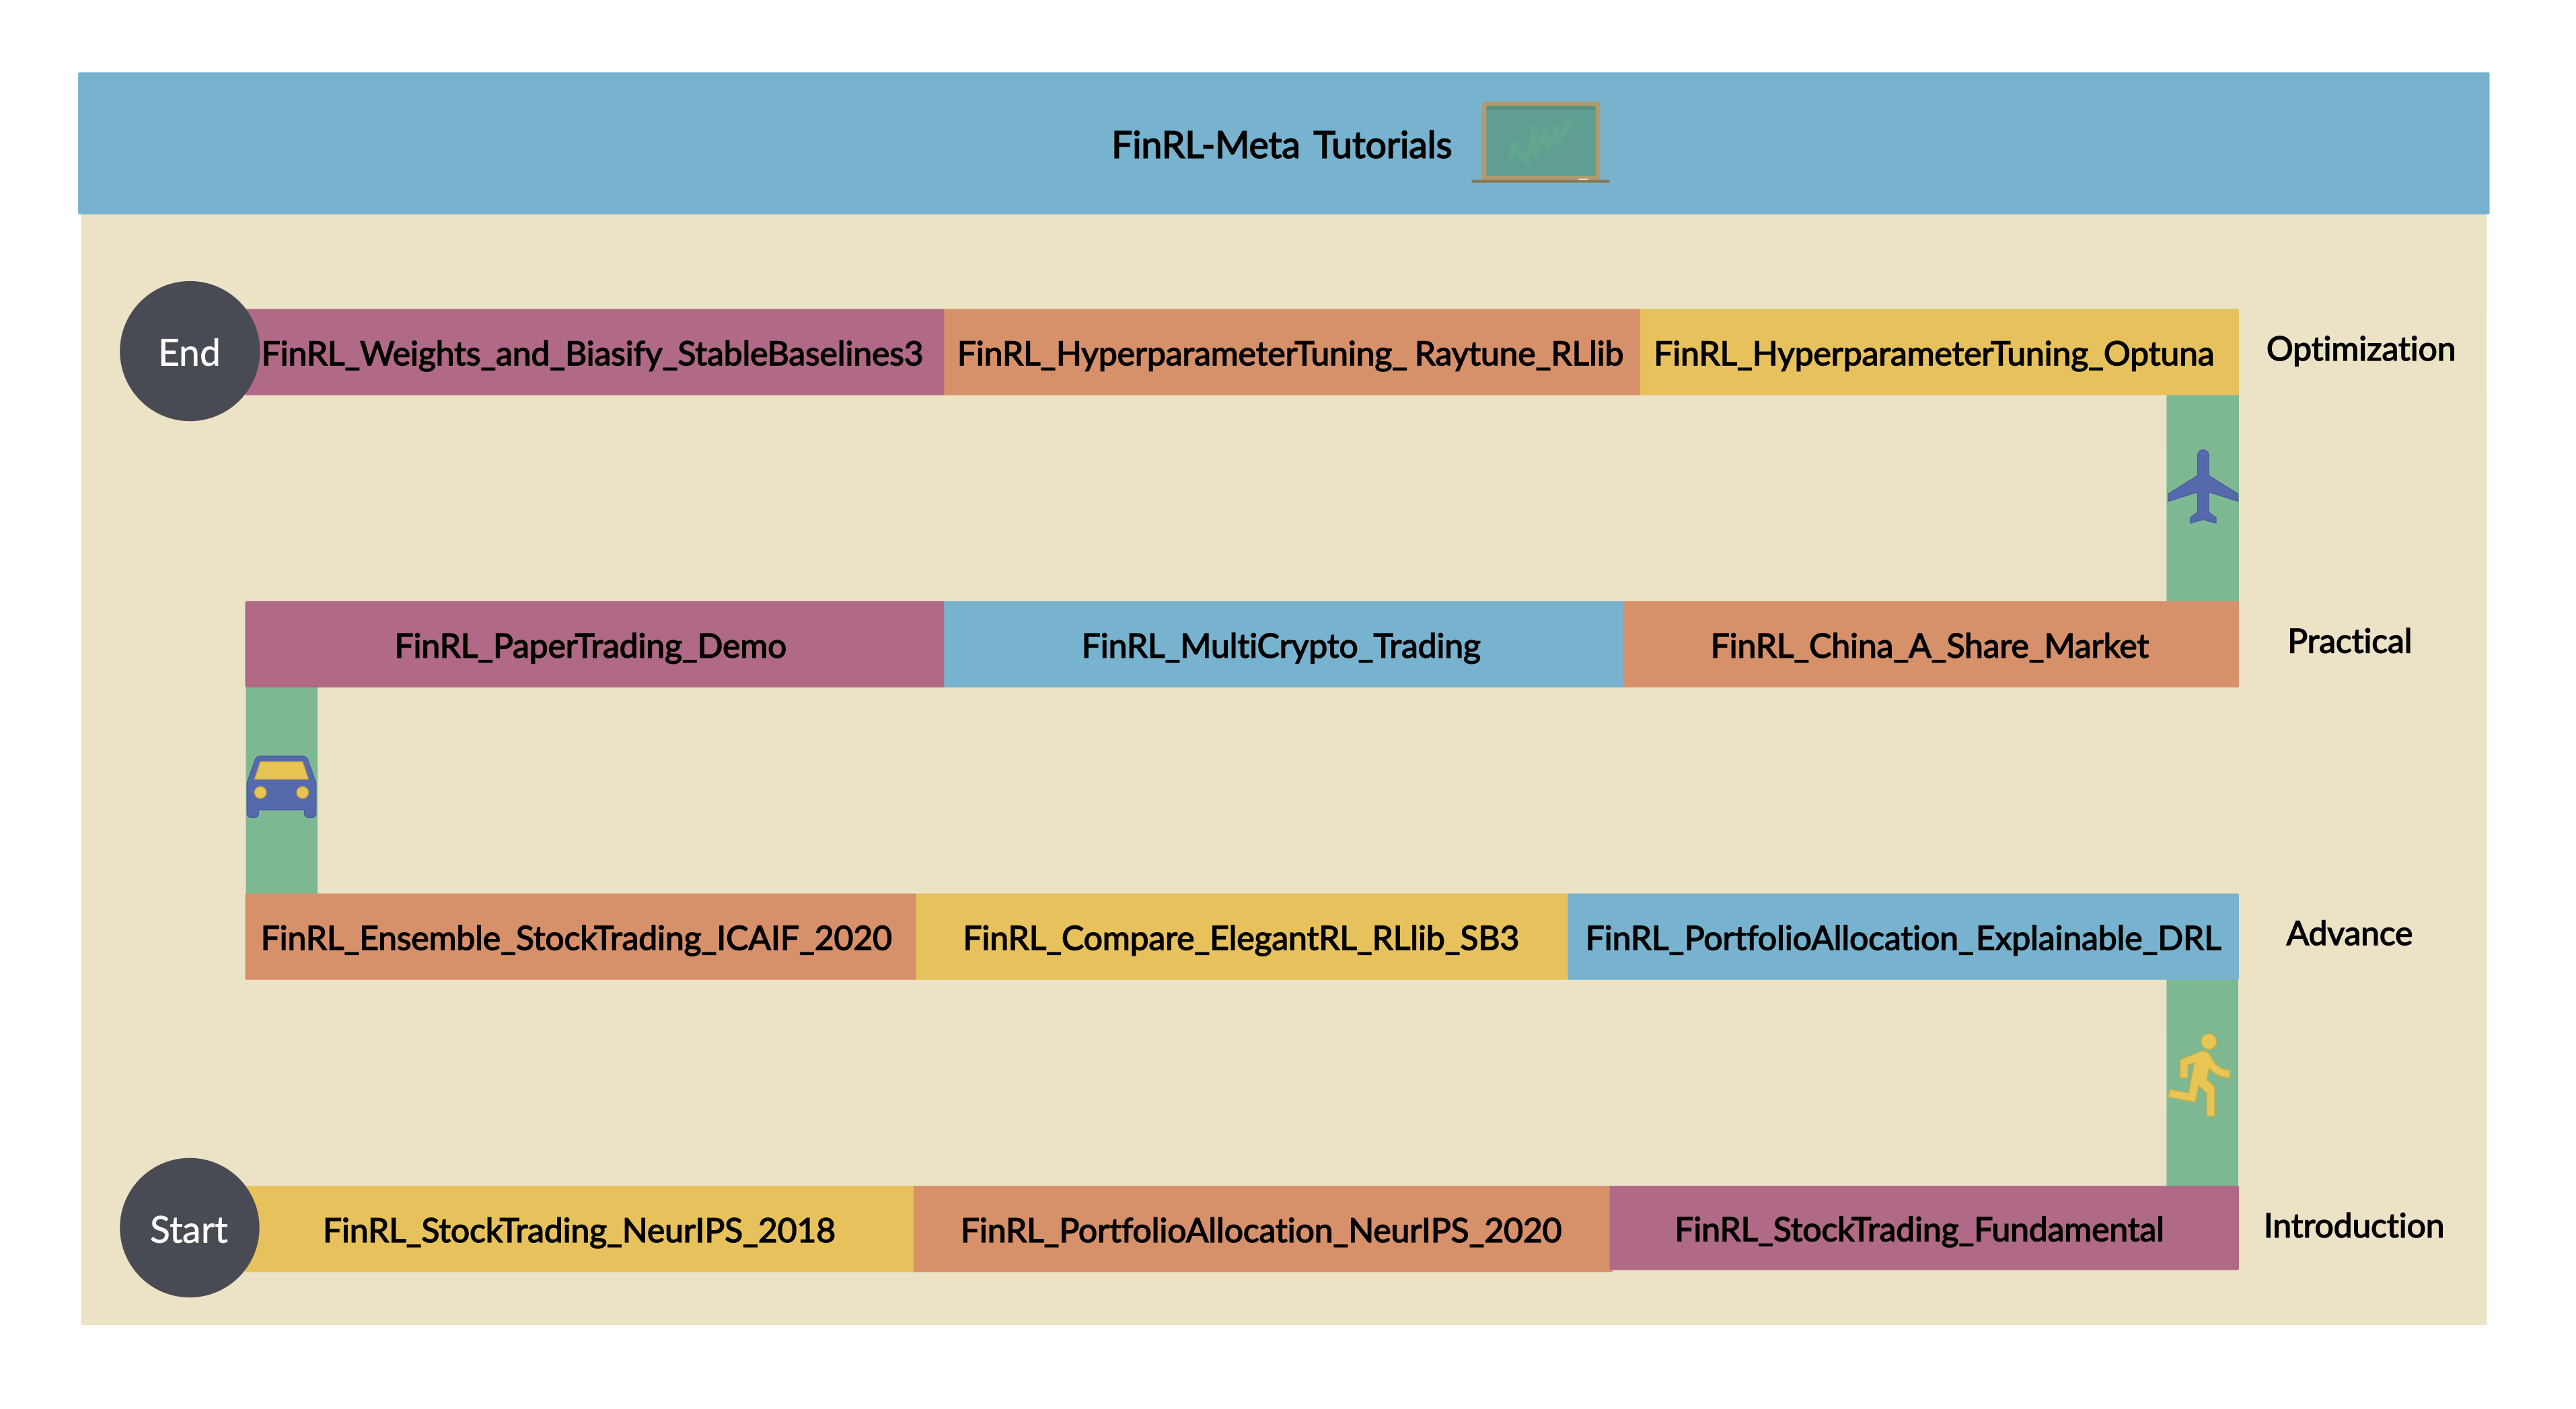 FinRL-Meta Tutorials
End
FinRL_Weights_and_Biasify_StableBaselines3
FinRL_HyperparameterTuning_ Raytune_RLlib
FinRL_HyperparameterTuning_Optuna
Optimization
FinRL_PaperTrading_Demo
FinRL_MultiCrypto_Trading
FinRL_China_A_Share_Market
Practical
FinRL_Ensemble_StockTrading_ICAIF_2020
FinRL_Compare_ElegantRL_RLlib_SB3
FinRL_PortfolioAllocation_Explainable_DRL
Advance
Start
FinRL_StockTrading_NeurIPS_2018
FinRL_PortfolioAllocation_NeurIPS_2020
FinRL_StockTrading_Fundamental
Introduction